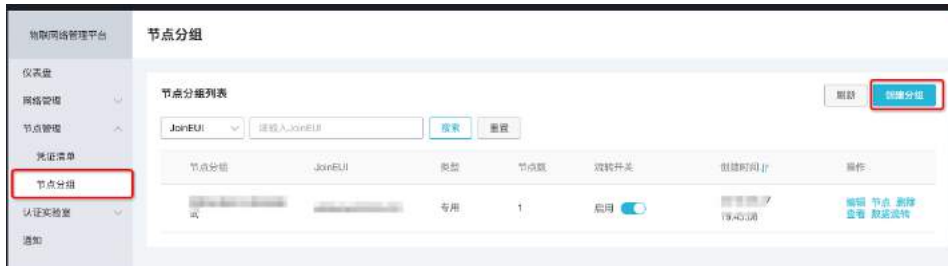 物联网络管理平台
节点分组
仪表盘
网络管理
节点管理
凭证清单
节点分组
认证实验室
通知
节点分组列表
刷新
创建分组
JoinEUI
请输入JoinEUI
搜索
重置
节点分组 JoinEUI 类型 节点数 流转开关 创建时间 操作
试 专用 1 启用
编辑 节点 删除
查看 数据流转